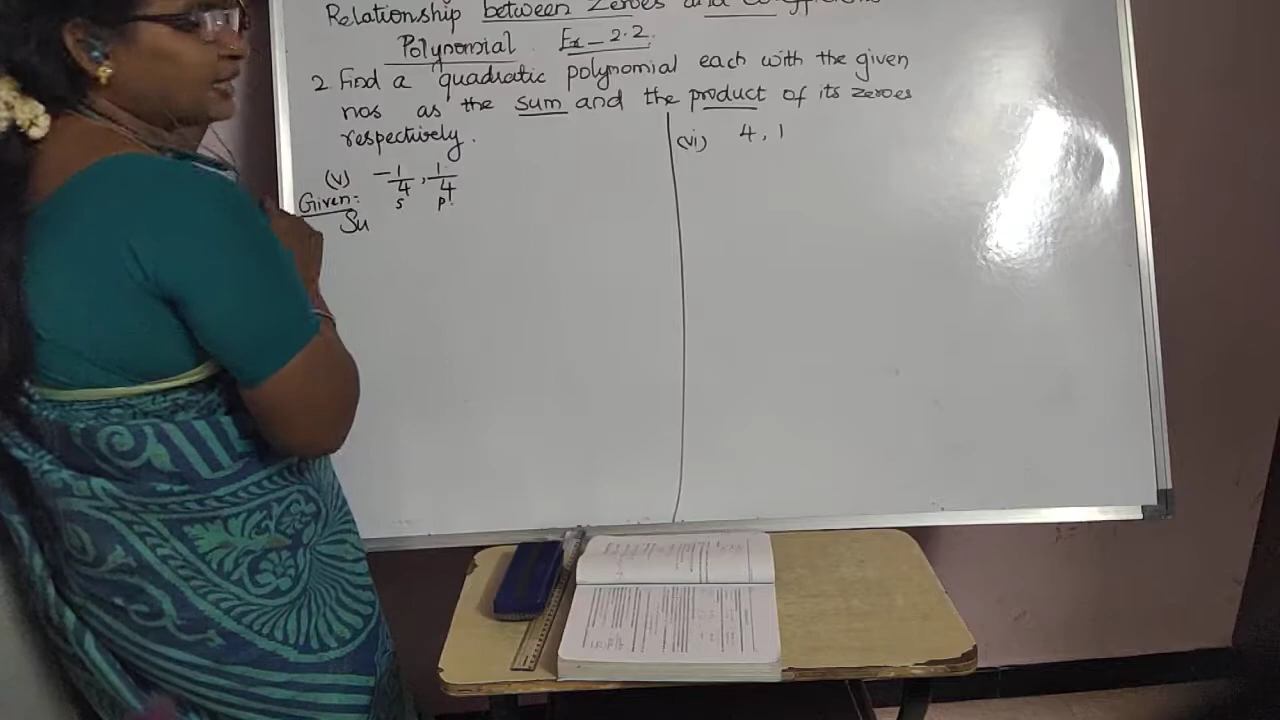 Relationship between Zeroes and Coefficients
Polynomial Ex-2.2.
2 Find a quadratic polynomial each with the given
nos as the sum and the product of its zeroes
respectively.
(v) -1/4, 1/4
S P.
Given:
Su
(vi) 4, 1